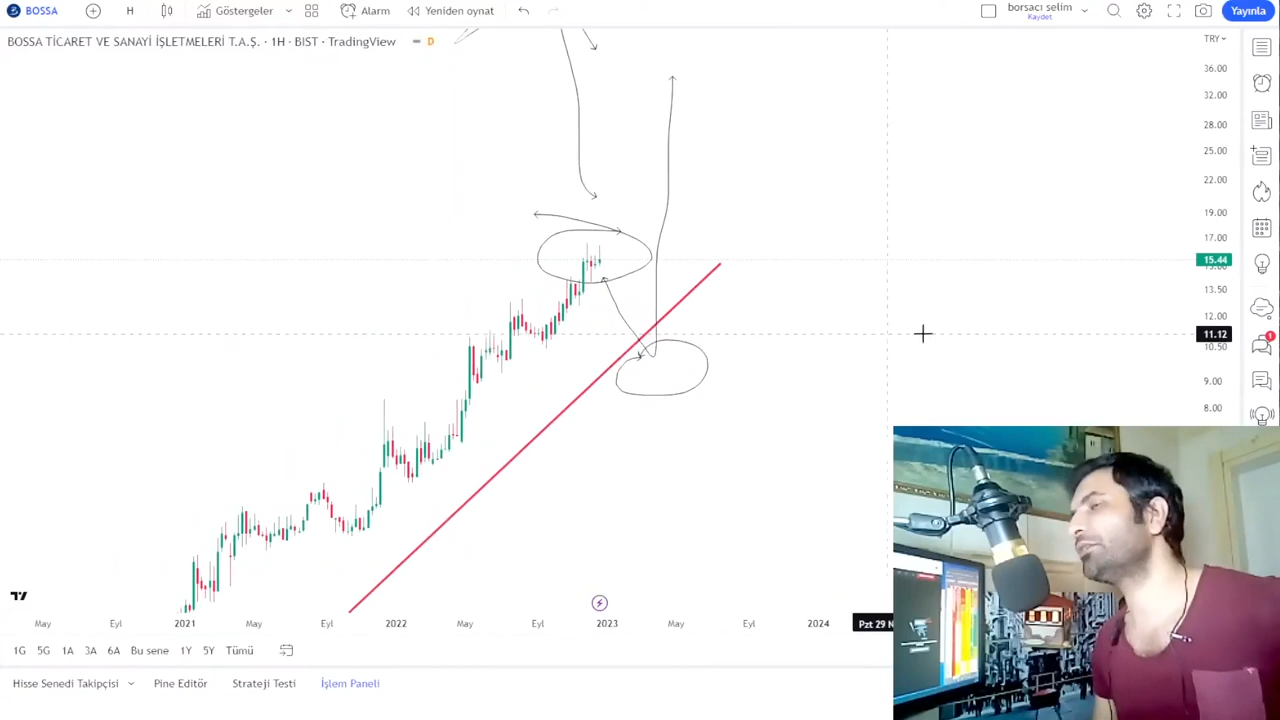 BOSSA
H
Göstergeler
Alarm
Yeniden oynat
borsacı selim
Kaydet
Yayınla
BOSSA TİCARET VE SANAYİ İŞLETMELERİ T.A.Ş. · 1H · BIST · TradingView
D
TRY
36.00
32.00
28.00
25.00
22.00
19.00
17.00
15.44
13.50
12.00
11.12
10.50
9.00
8.00
1
May
Eyl
2021
May
Eyl
2022
May
Eyl
2023
May
Eyl
2024
Pzt 29
1G
5G
1A
3A
6A
Bu sene
1Y
5Y
Tümü
Hisse Senedi Takipçisi
Pine Editör
Strateji Testi
İşlem Paneli